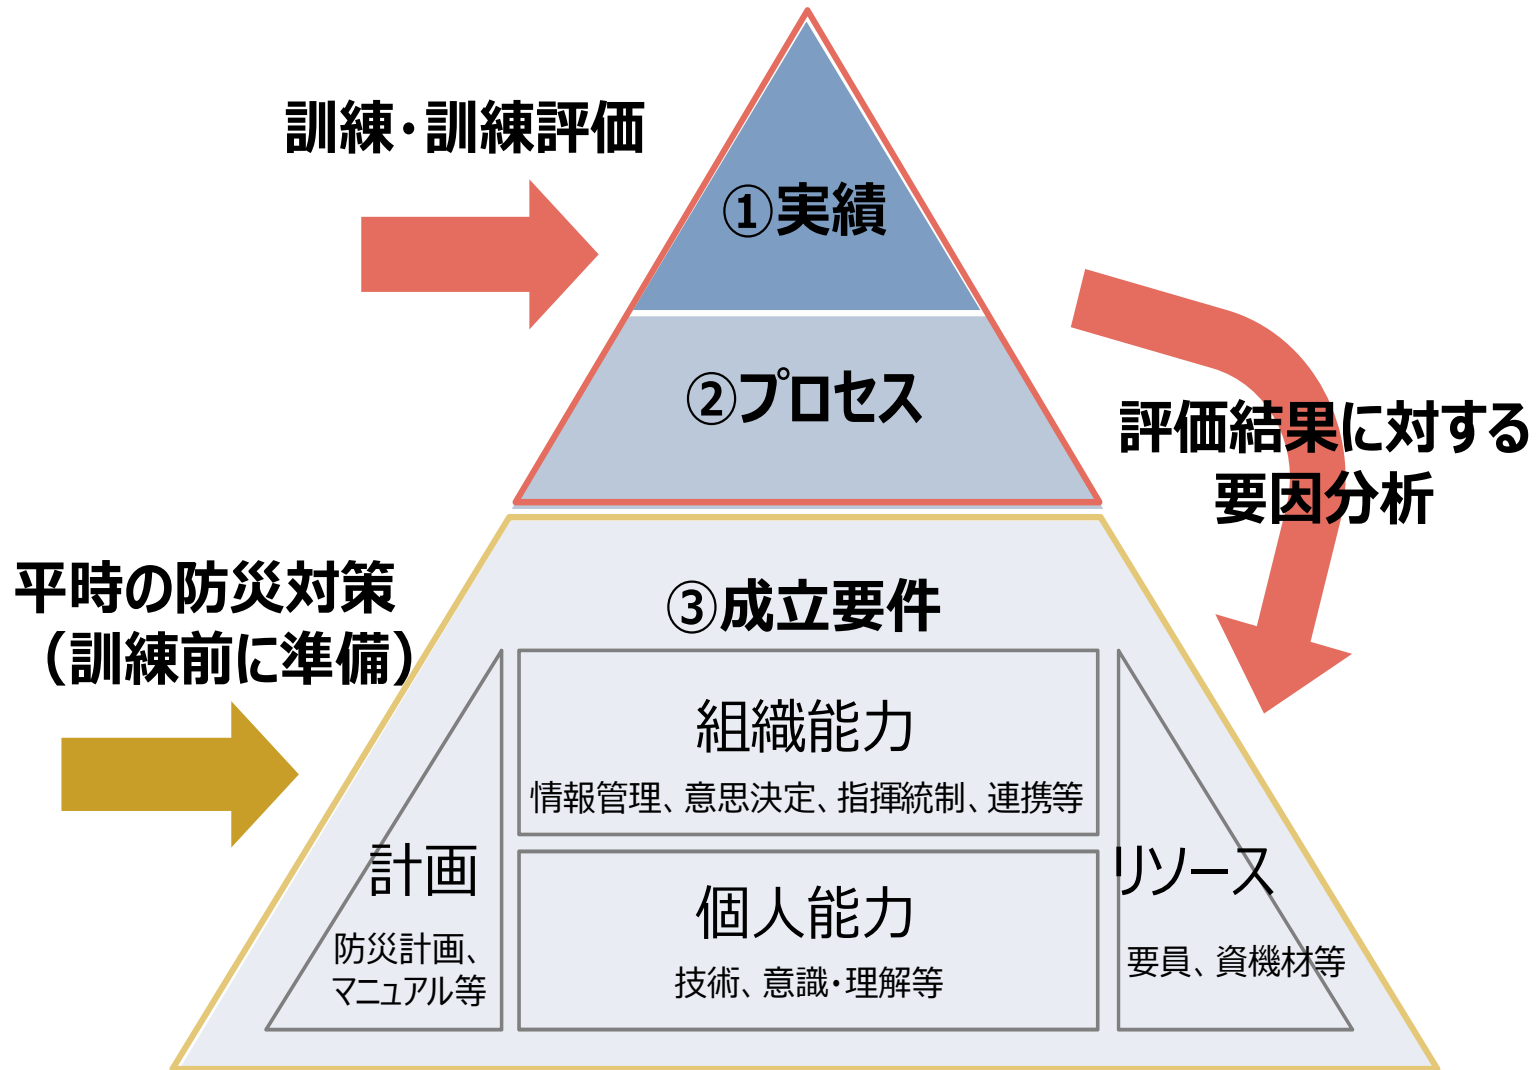 訓練・訓練評価
①実績
②プロセス
評価結果に対する
要因分析
平時の防災対策
（訓練前に準備）
③成立要件
組織能力
情報管理、意思決定、指揮統制、連携等
計画
防災計画、
マニュアル等
個人能力
技術、意識・理解等
リソース
要員、資機材等